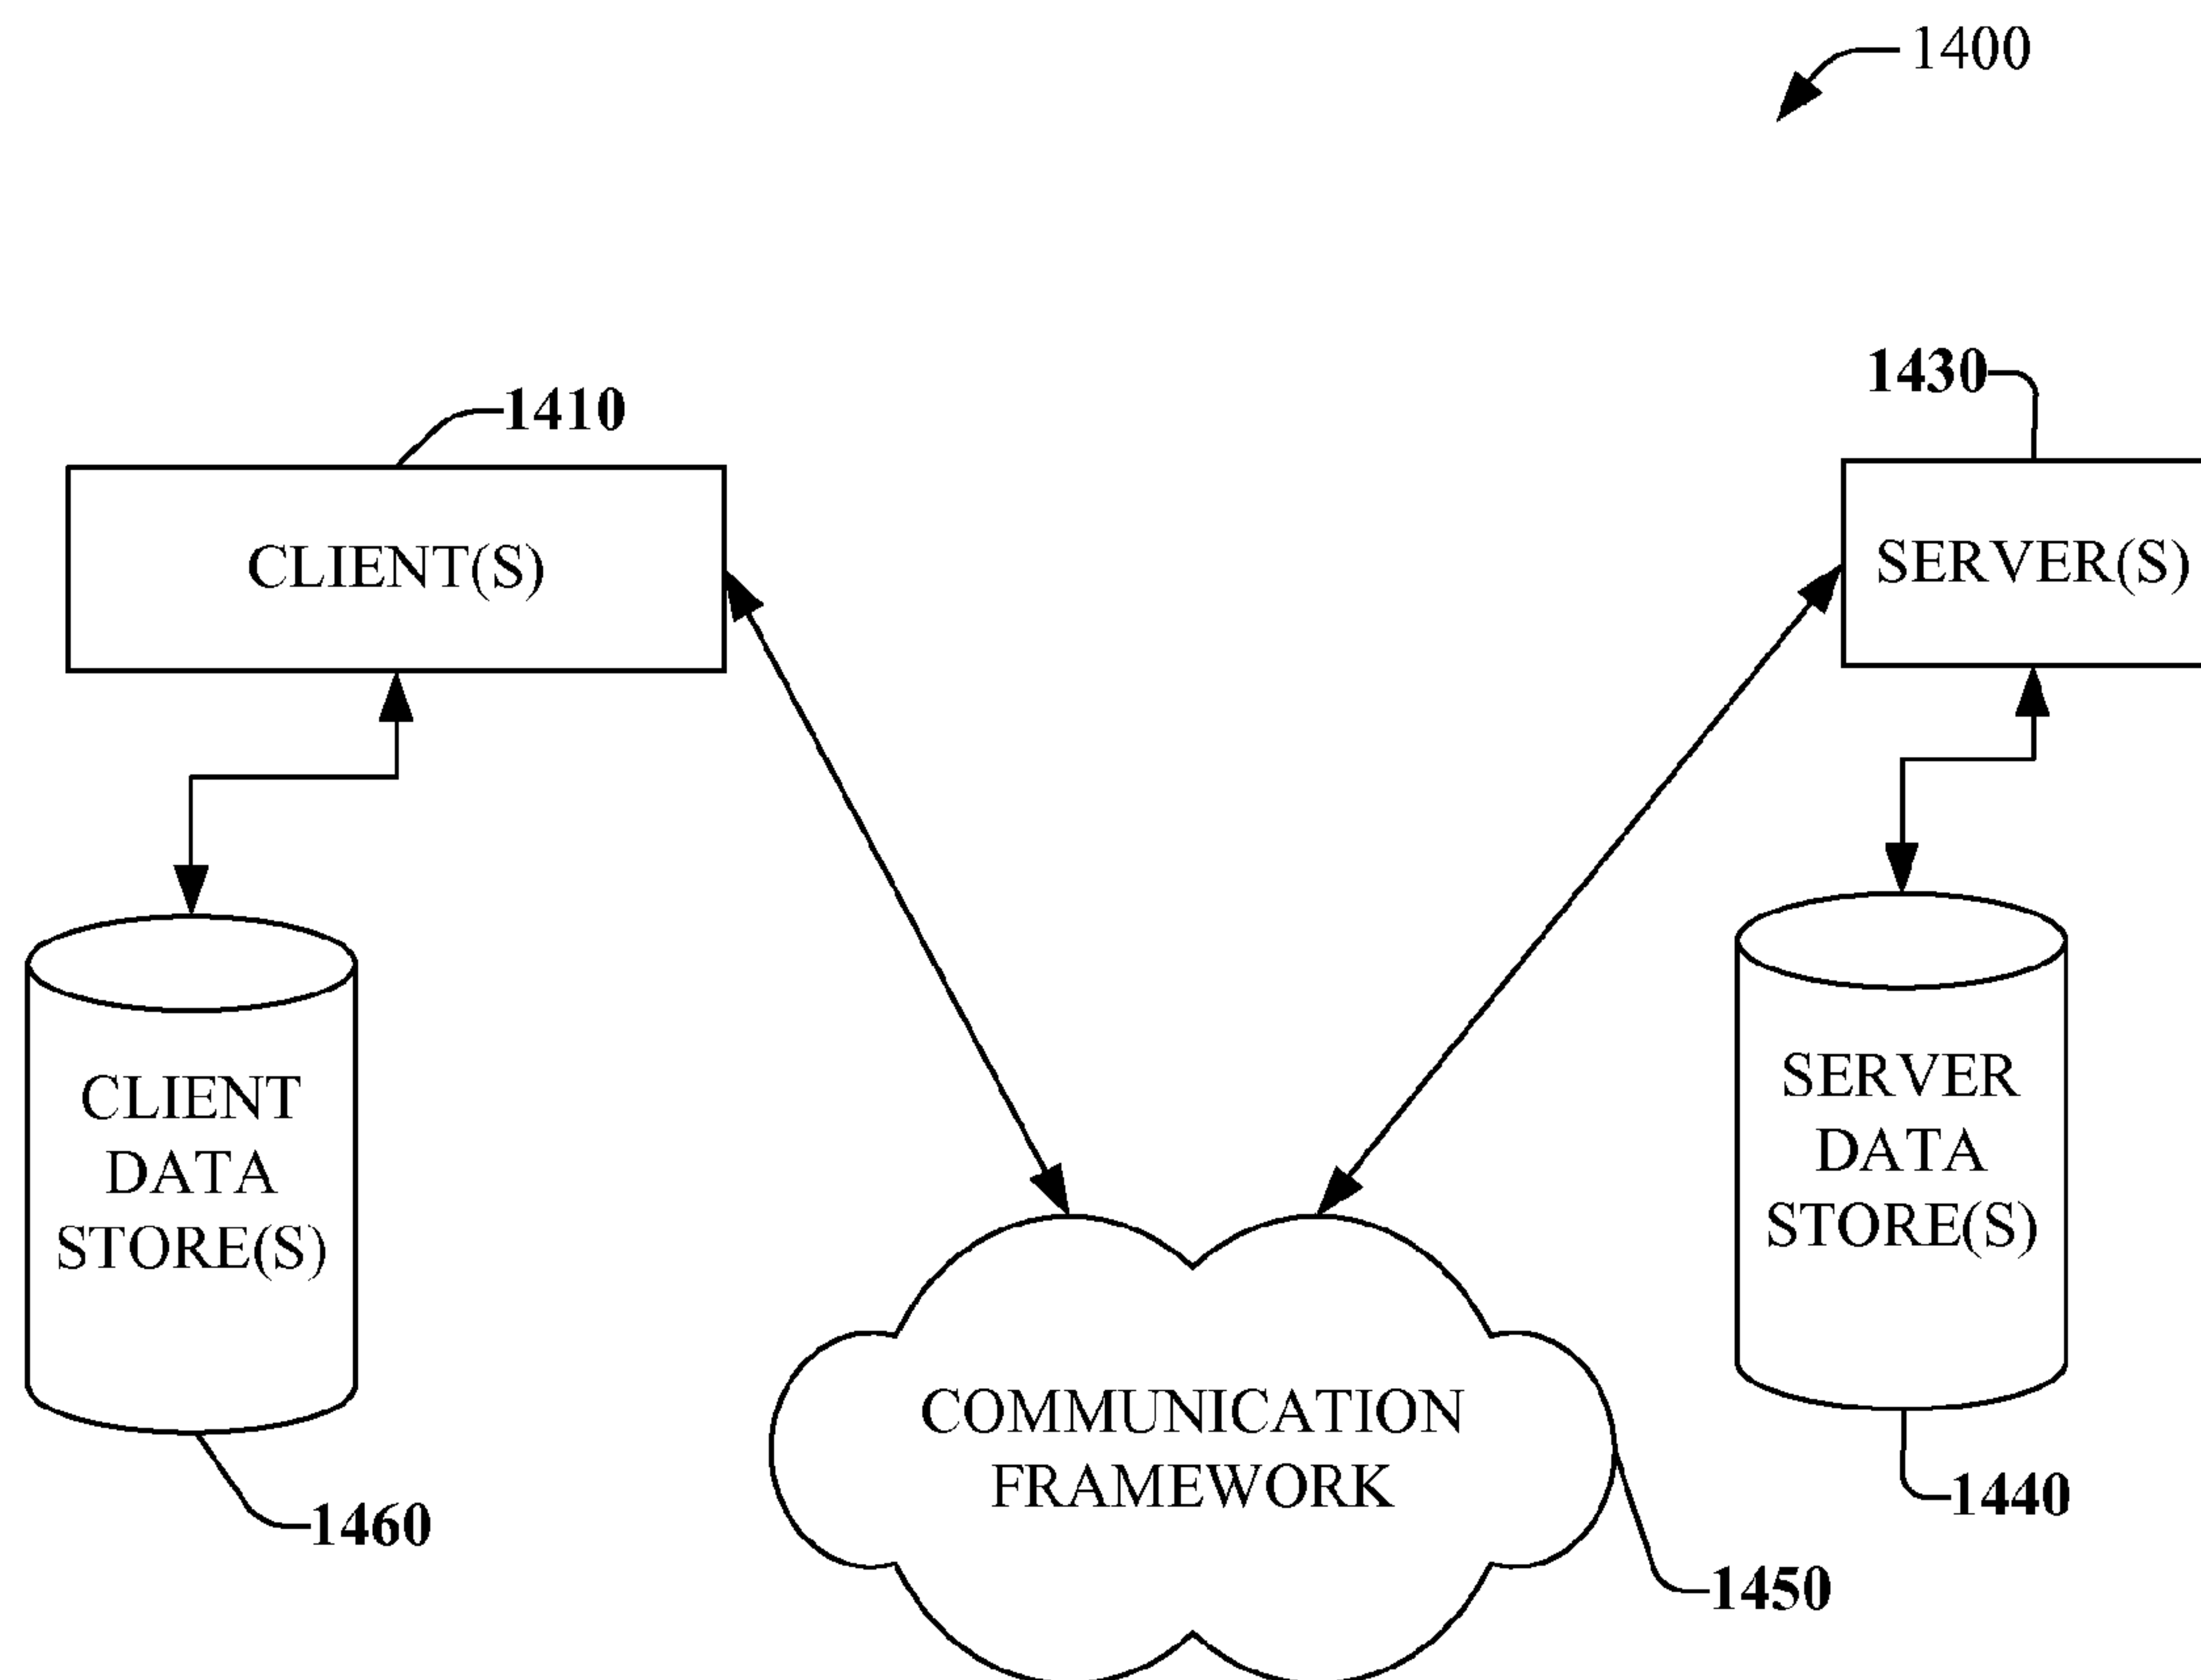 1400
1430
1410
CLIENT(S)
SERVER(S)
CLIENT
DATA
STORE(S)
SERVER
DATA
STORE(S)
COMMUNICATION
FRAMEWORK
1460
1440
1450